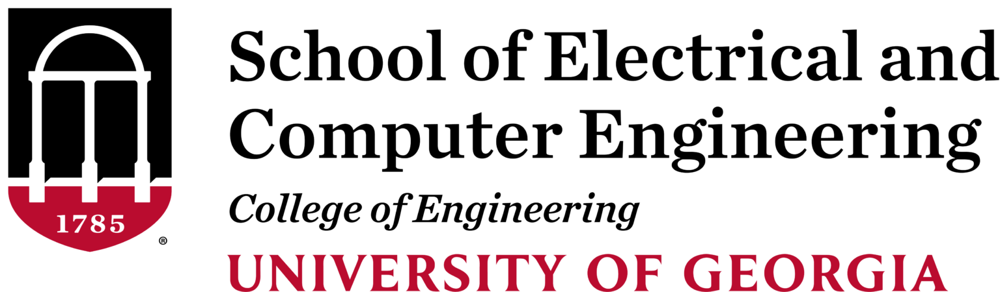 1785
®
School of Electrical and
Computer Engineering
College of Engineering
UNIVERSITY OF GEORGIA